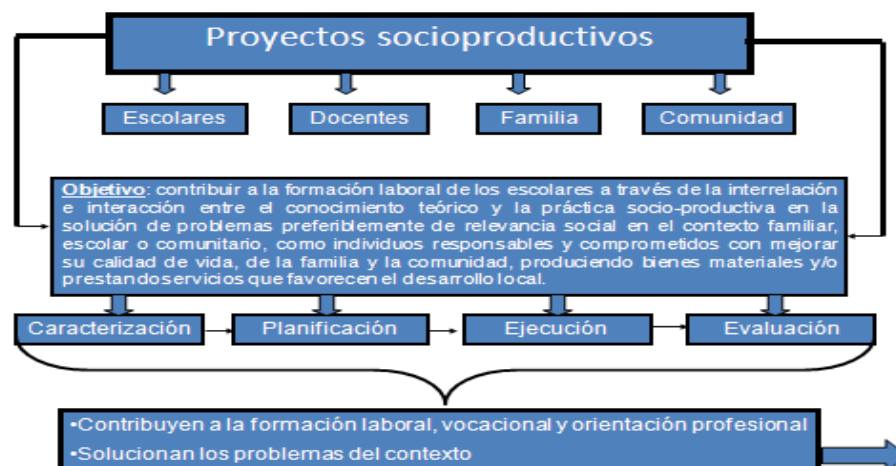 Proyectos socioproductivos
Escolares
Docentes
Familia
Comunidad
Objetivo: contribuir a la formación laboral de los escolares a través de la interrelación
e interacción entre el conocimiento teórico y la práctica socio-productiva en la
solución de problemas preferiblemente de relevancia social en el contexto familiar,
escolar o comunitario, como individuos responsables y comprometidos con mejorar
su calidad de vida, de la familia y la comunidad, produciendo bienes materiales y/o
prestando servicios que favorecen el desarrollo local.
Caracterización
Planificación
Ejecución
Evaluación
•Contribuyen a la formación laboral, vocacional y orientación profesional
•Solucionan los problemas del contexto